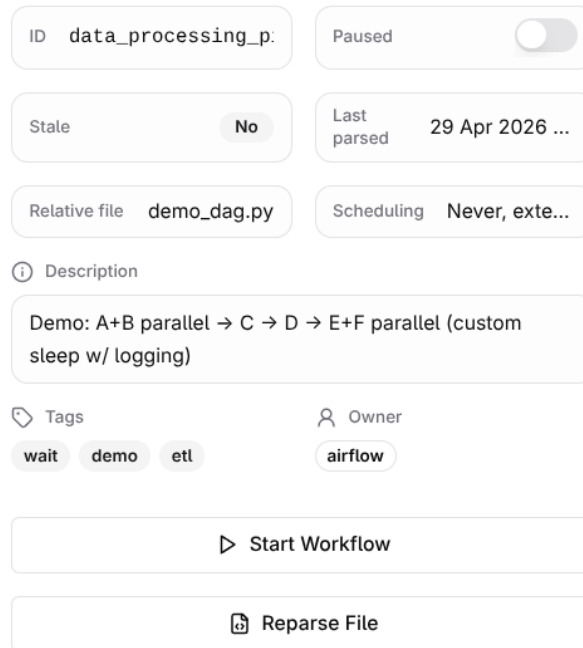 ID data_processing_p
Paused
Stale No
Last parsed 29 Apr 2026 ...
Relative file demo_dag.py
Scheduling Never, exte...
Description
Demo: A+B parallel → C → D → E+F parallel (custom
sleep w/ logging)
Tags
Owner
wait demo etl
airflow
Start Workflow
Reparse File